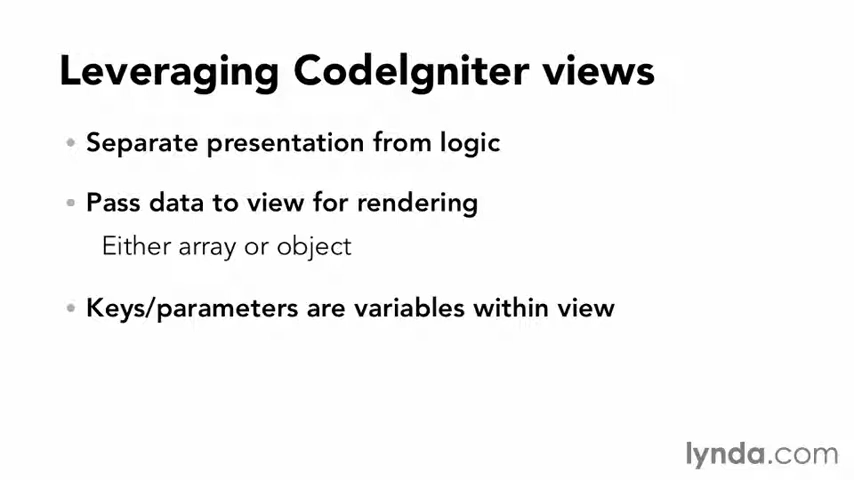 Leveraging CodeIgniter views
• Separate presentation from logic
• Pass data to view for rendering
Either array or object
• Keys/parameters are variables within view
lynda.com